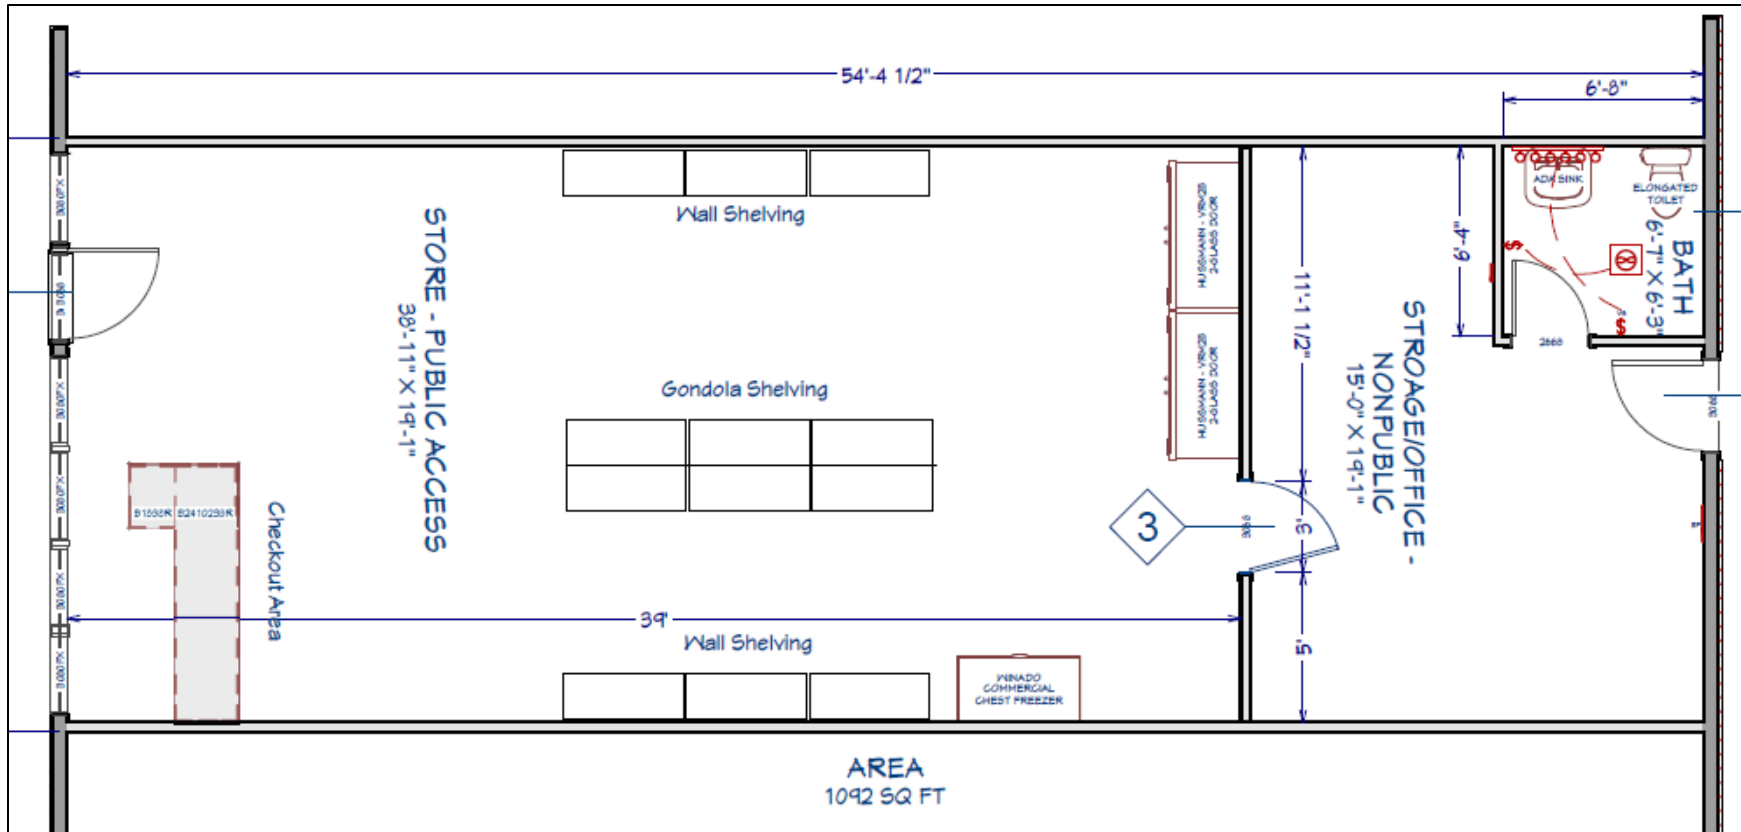 54'-4 1/2"
6'-8"
Wall Shelving
STORE - PUBLIC ACCESS
38'-11" X 19'-1"
Gondola Shelving
HUSSMANN - VRM2S
2-GLASS DOOR
HUSSMANN - VRM2S
2-GLASS DOOR
11'-1 1/2"
3'
5'
6'-4"
ADA SINK
ELONGATED
TOILET
BATH
6'-7" X 6'-3"
2668
STROAGE/OFFICE -
NONPUBLIC
15'-0" X 19'-1"
3
3068
Checkout Area
39'
Wall Shelving
WINADO
COMMERCIAL
CHEST FREEZER
AREA
1092 SQ FT